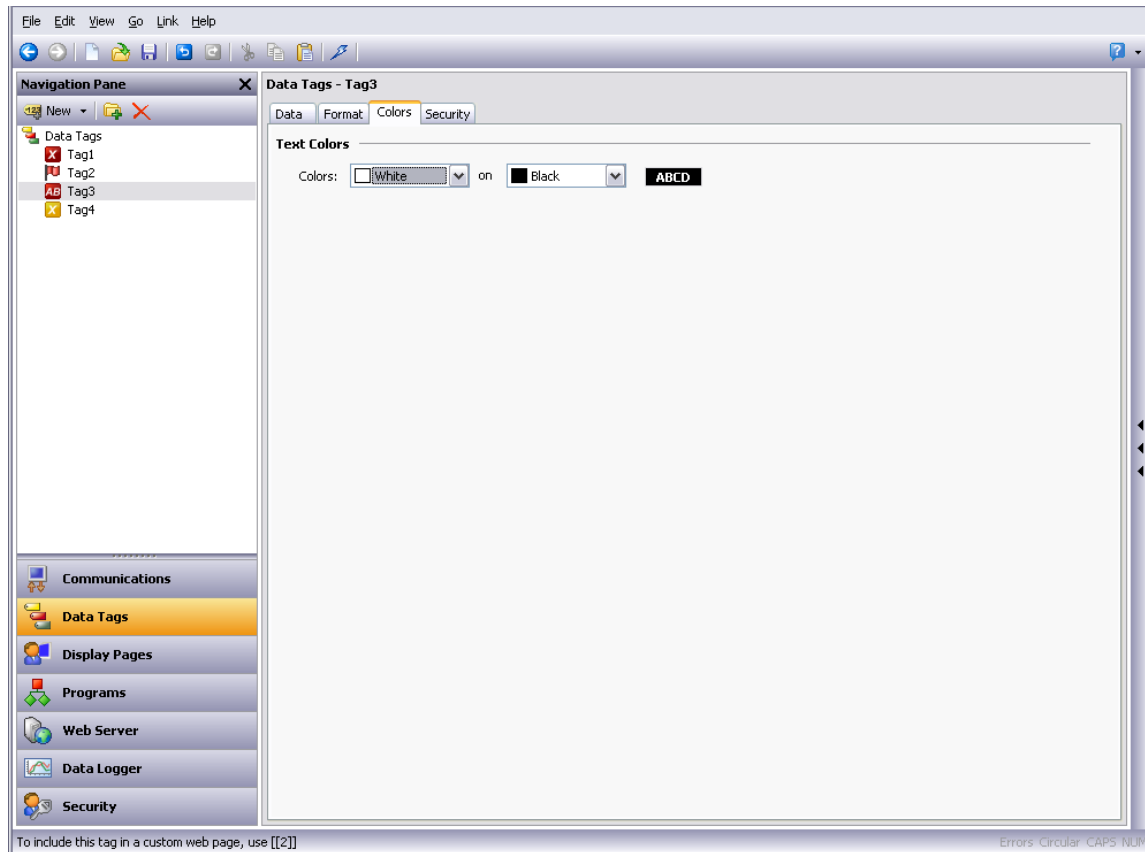 File Edit View Go Link Help
Navigation Pane
New
Data Tags
Tag1
Tag2
Tag3
Tag4
Communications
Data Tags
Display Pages
Programs
Web Server
Data Logger
Security
Data Tags - Tag3
Data Format Colors Security
Text Colors
Colors: White on Black ABCD
To include this tag in a custom web page, use [[2]]
Errors Circular CAPS NUM